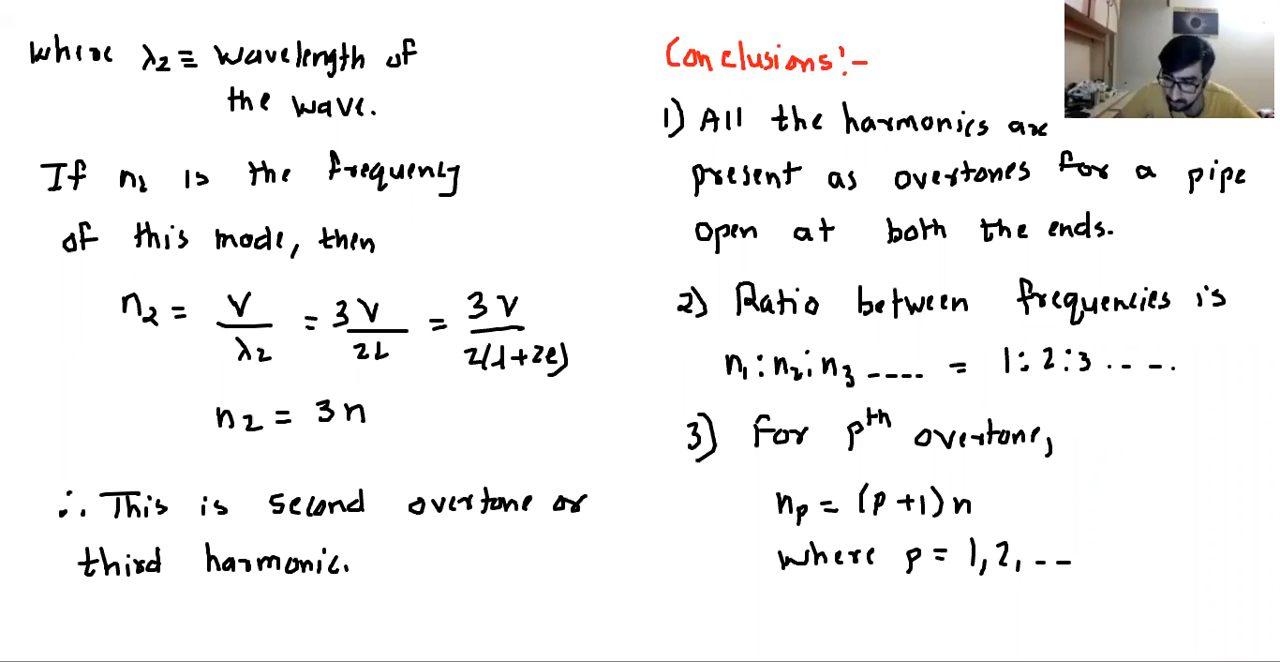 where λ₂ ≡ wavelength of
the wave.
If n₂ is the frequency
of this mode, then
n₂ = V/λ₂ = 3V/2L = 3V/2(l+2e)
n₂ = 3n
∴ This is second overtone or
third harmonic.
Conclusions:-
1) All the harmonics are
present as overtones for a pipe
open at both the ends.
2) Ratio between frequencies is
n₁ : n₂ : n₃ ---- = 1 : 2 : 3 ----.
3) For pᵗʰ overtone,
nₚ = (p+1)n
where p = 1, 2, --